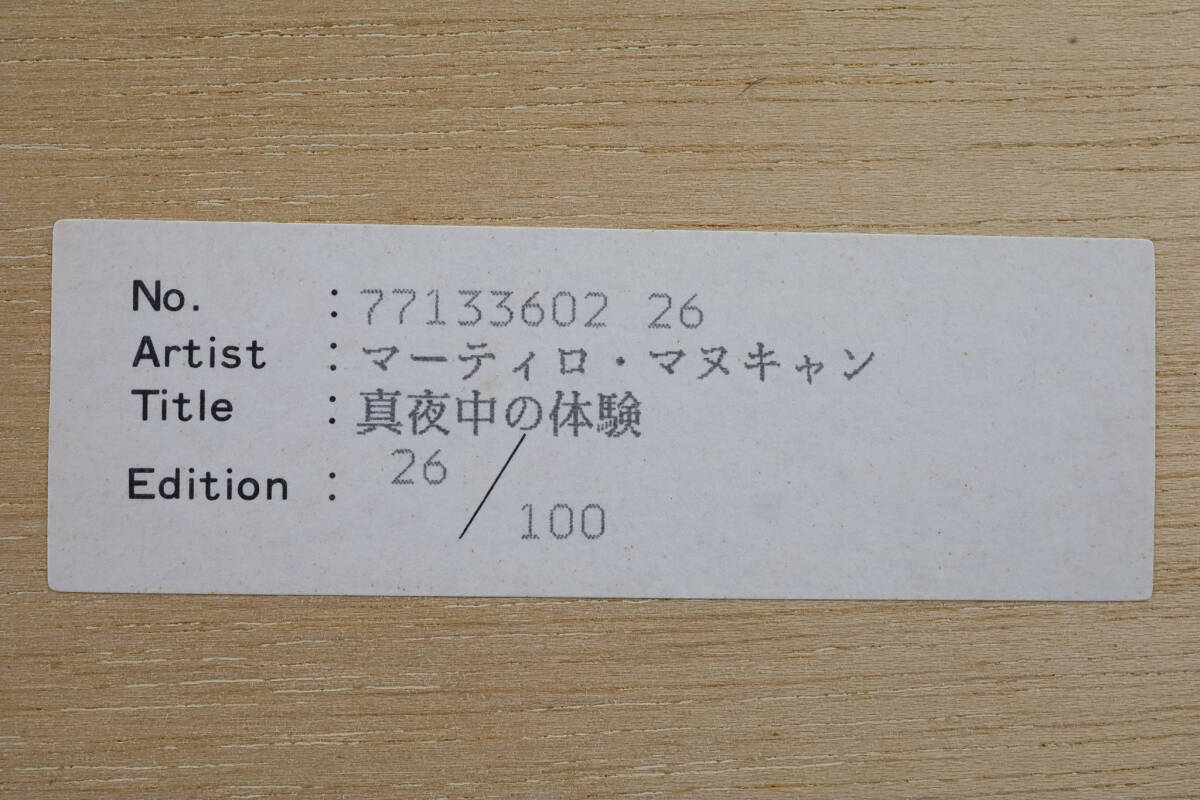 No. : 77133602 26
Artist : マーティロ・マヌキャン
Title : 真夜中の体験
Edition : 26/100